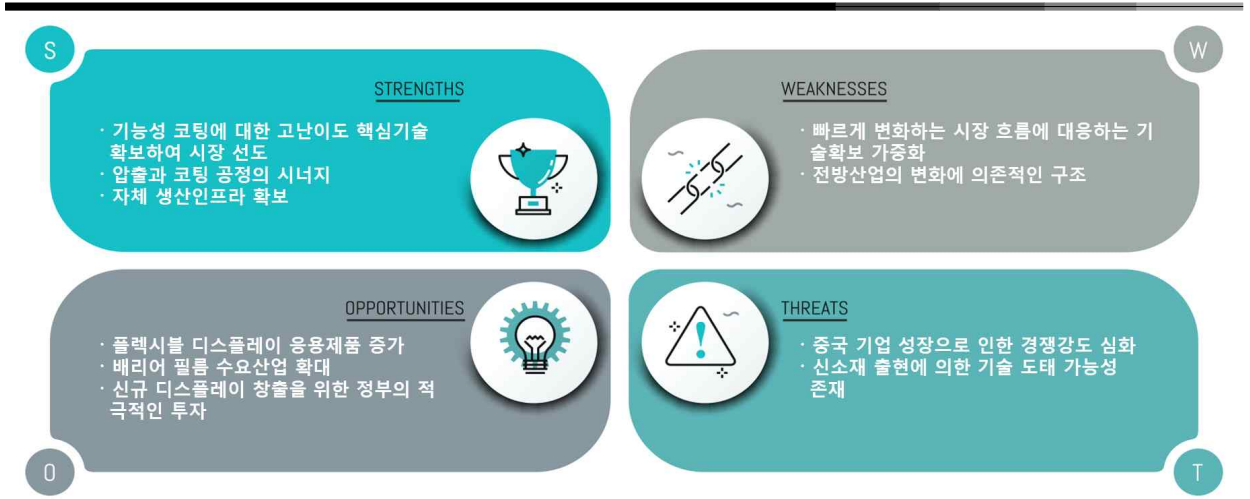 S
STRENGTHS
· 기능성 코팅에 대한 고난이도 핵심기술
확보하여 시장 선도
· 압출과 코팅 공정의 시너지
· 자체 생산인프라 확보
W
WEAKNESSES
· 빠르게 변화하는 시장 흐름에 대응하는 기
술확보 가중화
· 전방산업의 변화에 의존적인 구조
O
OPPORTUNITIES
· 플렉시블 디스플레이 응용제품 증가
· 배리어 필름 수요산업 확대
· 신규 디스플레이 창출을 위한 정부의 적
극적인 투자
T
THREATS
· 중국 기업 성장으로 인한 경쟁강도 심화
· 신소재 출현에 의한 기술 도태 가능성
존재